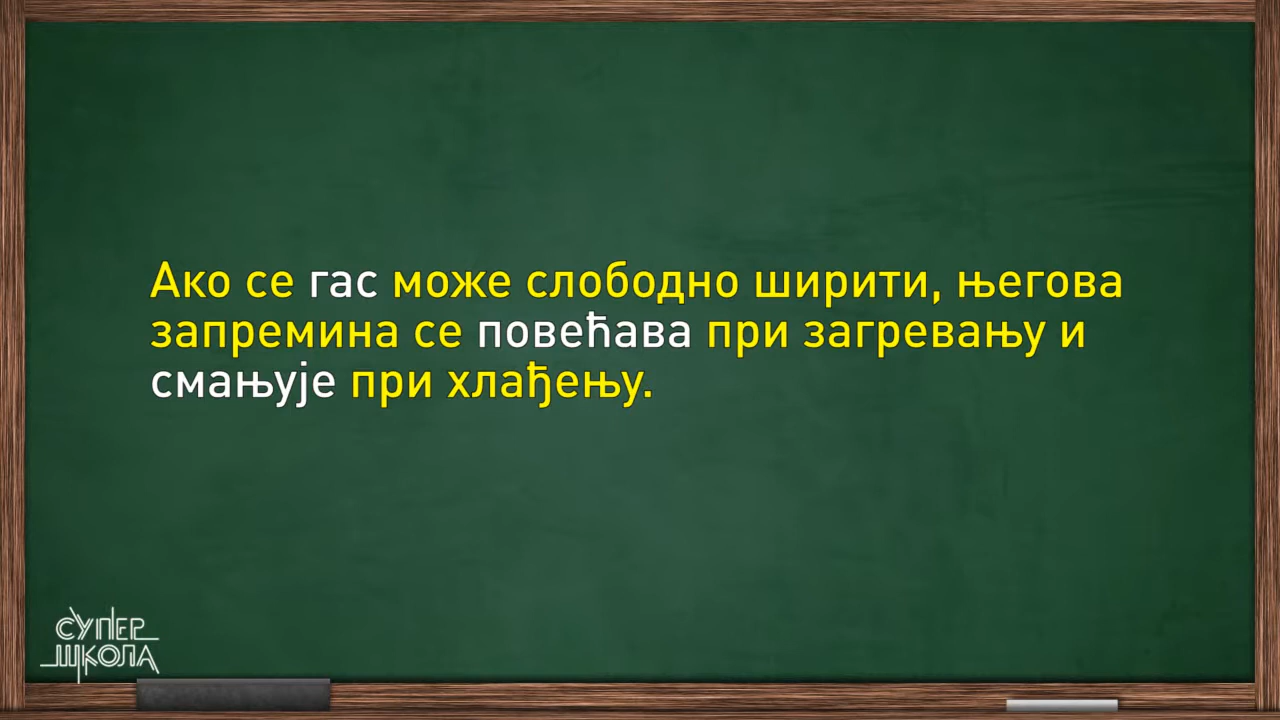 Ако се гас може слободно ширити, његова
запремина се повећава при загревању и
смањује при хлађењу.
СУПЕР
ШКОЛА